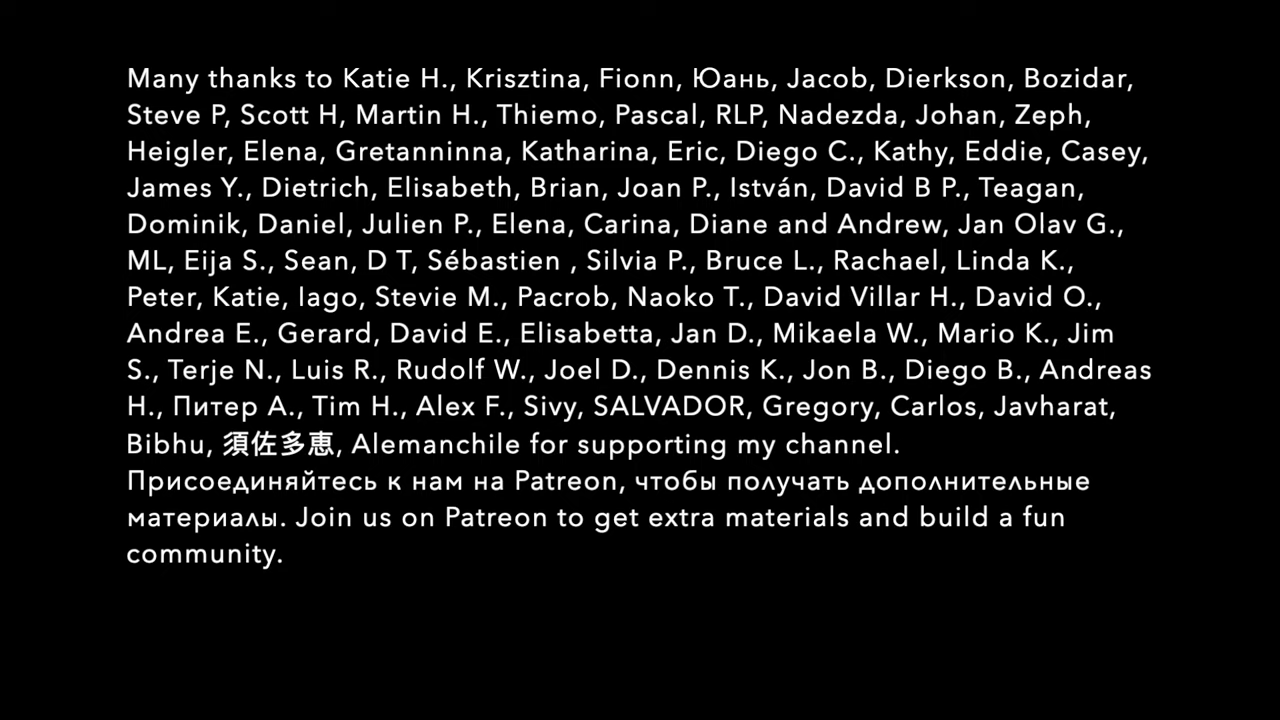 Many thanks to Katie H., Krisztina, Fionn, Юань, Jacob, Dierkson, Bozidar,
Steve P, Scott H, Martin H., Thiemo, Pascal, RLP, Nadezda, Johan, Zeph,
Heigler, Elena, Gretanninna, Katharina, Eric, Diego C., Kathy, Eddie, Casey,
James Y., Dietrich, Elisabeth, Brian, Joan P., István, David B P., Teagan,
Dominik, Daniel, Julien P., Elena, Carina, Diane and Andrew, Jan Olav G.,
ML, Eija S., Sean, D T, Sébastien , Silvia P., Bruce L., Rachael, Linda K.,
Peter, Katie, Iago, Stevie M., Pacrob, Naoko T., David Villar H., David O.,
Andrea E., Gerard, David E., Elisabetta, Jan D., Mikaela W., Mario K., Jim
S., Terje N., Luis R., Rudolf W., Joel D., Dennis K., Jon B., Diego B., Andreas
H., Питер А., Tim H., Alex F., Sivy, SALVADOR, Gregory, Carlos, Javharat,
Bibhu, 須佐多恵, Alemanchile for supporting my channel.
Присоединяйтесь к нам на Patreon, чтобы получать дополнительные
материалы. Join us on Patreon to get extra materials and build a fun
community.